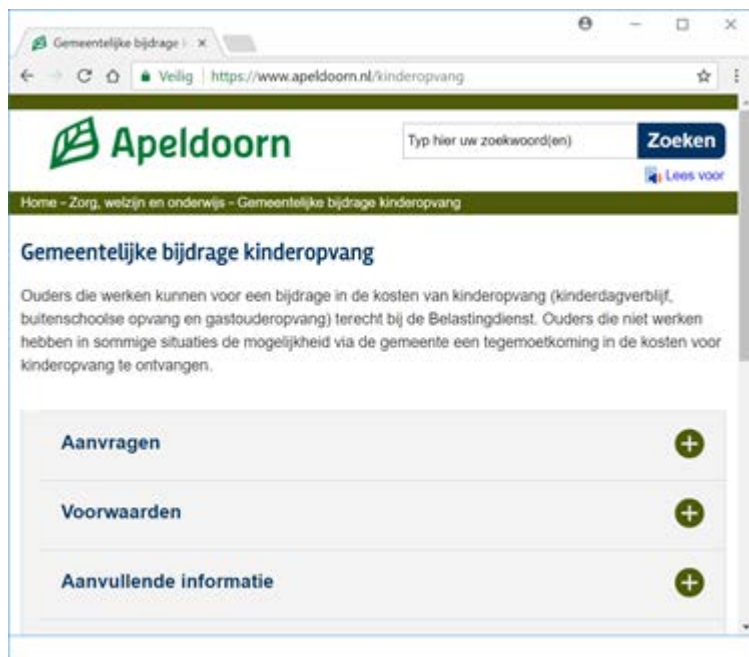 Gemeentelijke bijdrage
Veilig https://www.apeldoorn.nl/kinderopvang
Apeldoorn
Typ hier uw zoekwoord(en)
Zoeken
Lees voor
Home - Zorg, welzijn en onderwijs - Gemeentelijke bijdrage kinderopvang
Gemeentelijke bijdrage kinderopvang
Ouders die werken kunnen voor een bijdrage in de kosten van kinderopvang (kinderdagverblijf,
buitenschoolse opvang en gastouderopvang) terecht bij de Belastingdienst. Ouders die niet werken
hebben in sommige situaties de mogelijkheid via de gemeente een tegemoetkoming in de kosten voor
kinderopvang te ontvangen.
Aanvragen
Voorwaarden
Aanvullende informatie